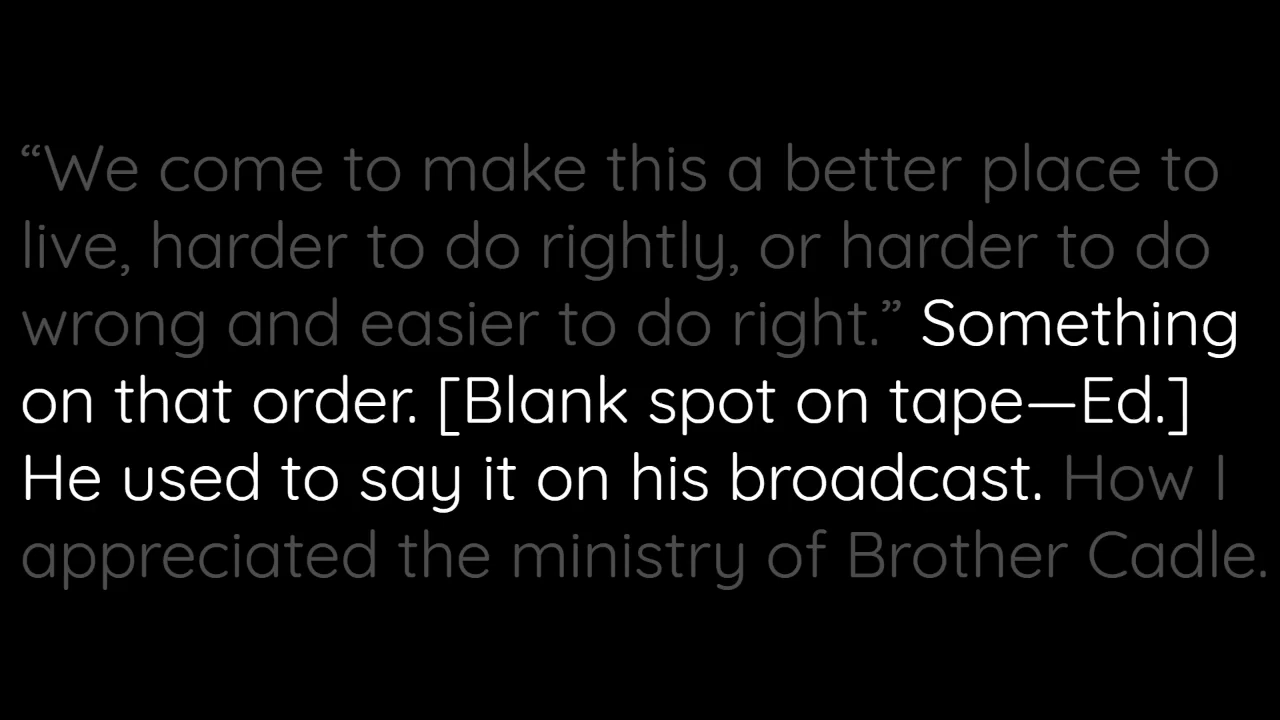 “We come to make this a better place to
live, harder to do rightly, or harder to do
wrong and easier to do right.” Something
on that order. [Blank spot on tape—Ed.]
He used to say it on his broadcast. How I
appreciated the ministry of Brother Cadle.